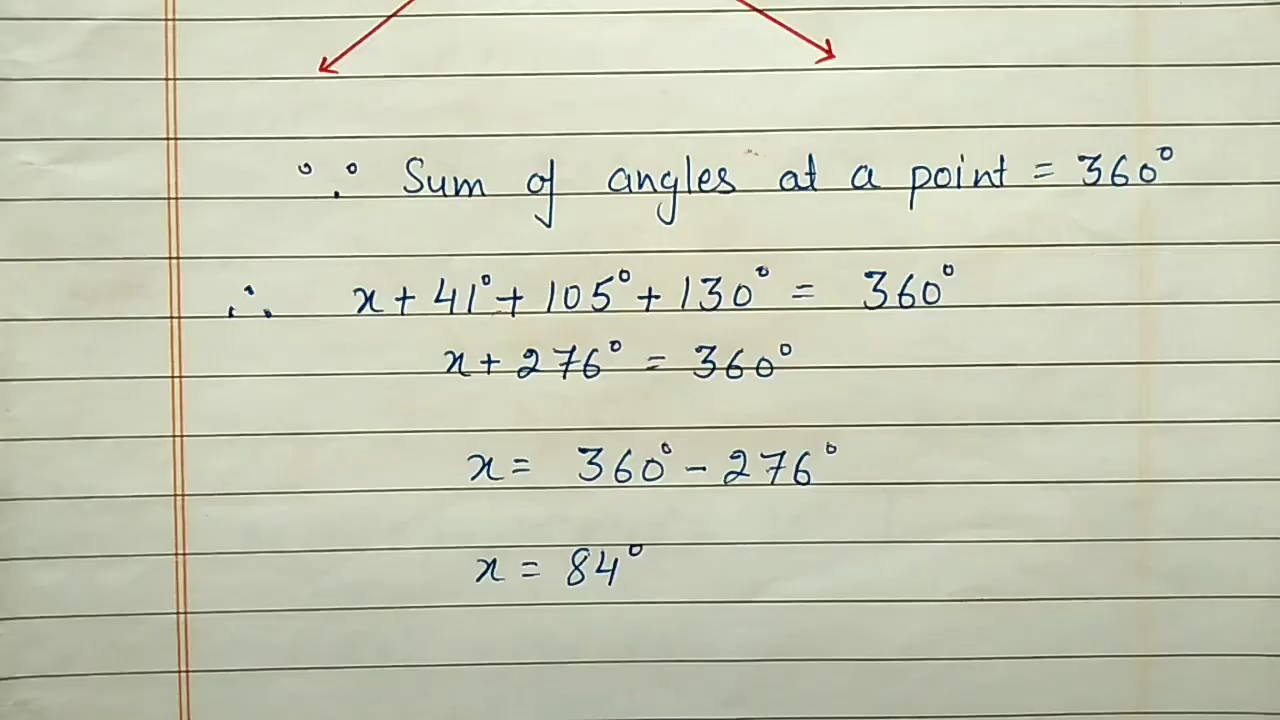 ∵ Sum of angles at a point = 360°
∴ x + 41° + 105° + 130° = 360°
x + 276° = 360°
x = 360° - 276°
x = 84°